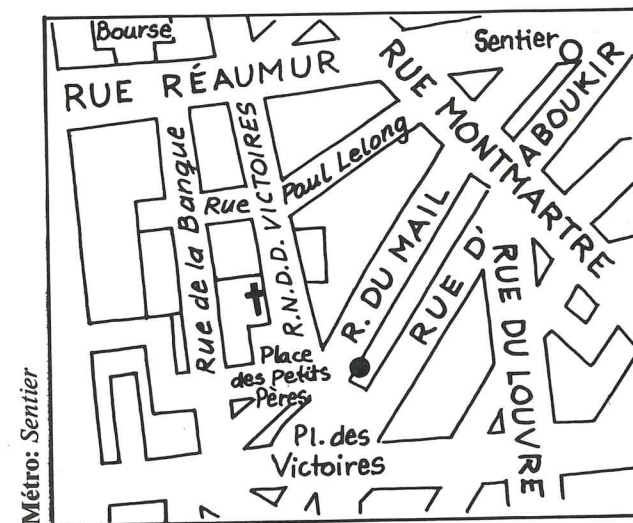 Bourse
Sentier
RUE RÉAUMUR
RUE MONTMARTRE
ABOUKIR
Rue de la Banque
R.N.D.D. VICTOIRES
Rue Paul Lelong
R. DU MAIL
RUE D'
RUE DU LOUVRE
Place
des Petits
Pères
Pl. des
Victoires
Métro: Sentier